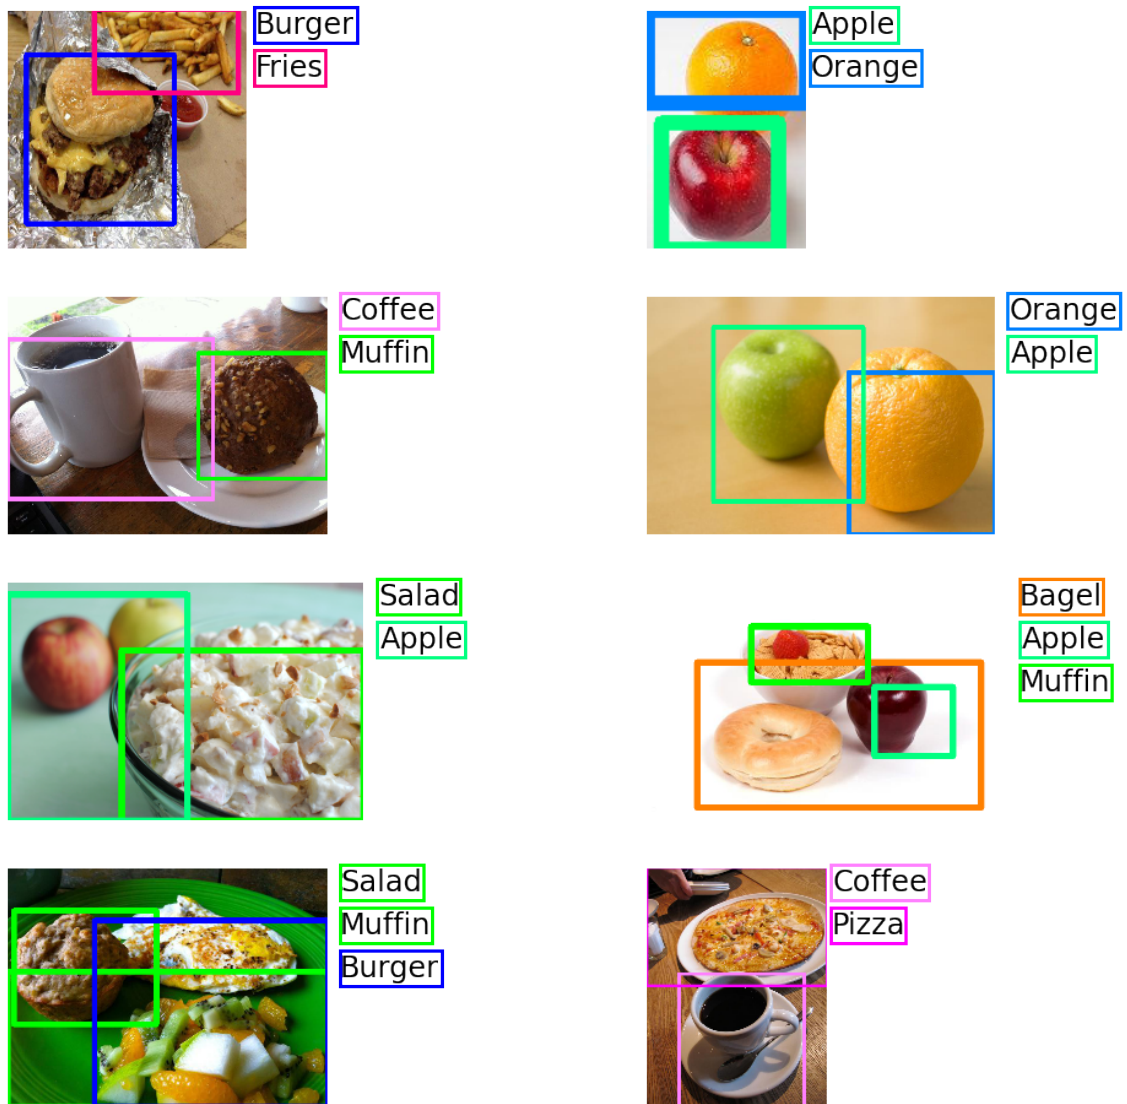 Burger
Fries
Apple
Orange
Coffee
Muffin
Orange
Apple
Salad
Apple
Bagel
Apple
Muffin
Salad
Muffin
Burger
Coffee
Pizza